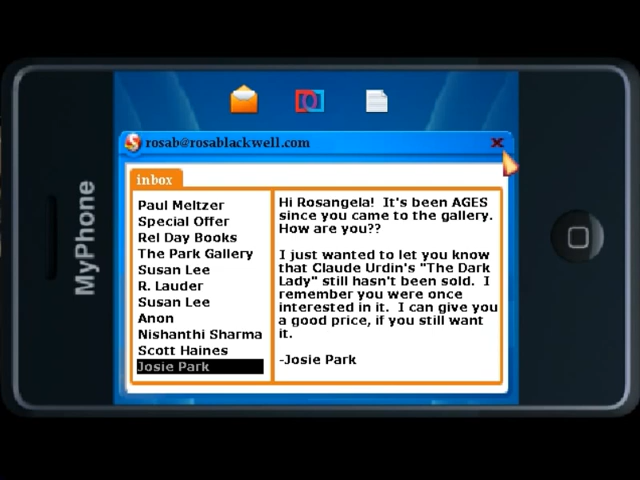 MyPhone
rosab@rosablackwell.com
inbox
Paul Meltzer
Special Offer
Rel Day Books
The Park Gallery
Susan Lee
R. Lauder
Susan Lee
Anon
Nishanthi Sharma
Scott Haines
Josie Park
Hi Rosangela!  It's been AGES
since you came to the gallery.
How are you??
I just wanted to let you know
that Claude Urdin's "The Dark
Lady" still hasn't been sold.  I
remember you were once
interested in it.  I can give you
a good price, if you still want
it.
-Josie Park